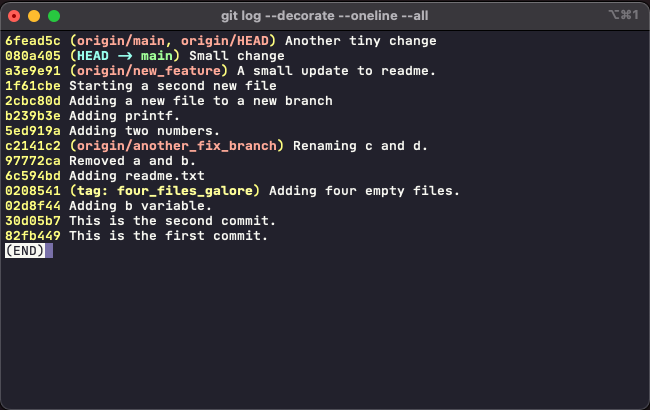 git log --decorate --oneline --all
⌥⌘1
6fead5c (origin/main, origin/HEAD) Another tiny change
080a405 (HEAD -> main) Small change
a3e9e91 (origin/new_feature) A small update to readme.
1f61cbe Starting a second new file
2cbc80d Adding a new file to a new branch
b239b3e Adding printf.
5ed919a Adding two numbers.
c2141c2 (origin/another_fix_branch) Renaming c and d.
97772ca Removed a and b.
6c594bd Adding readme.txt
0208541 (tag: four_files_galore) Adding four empty files.
02d8f44 Adding b variable.
30d05b7 This is the second commit.
82fb449 This is the first commit.
(END)